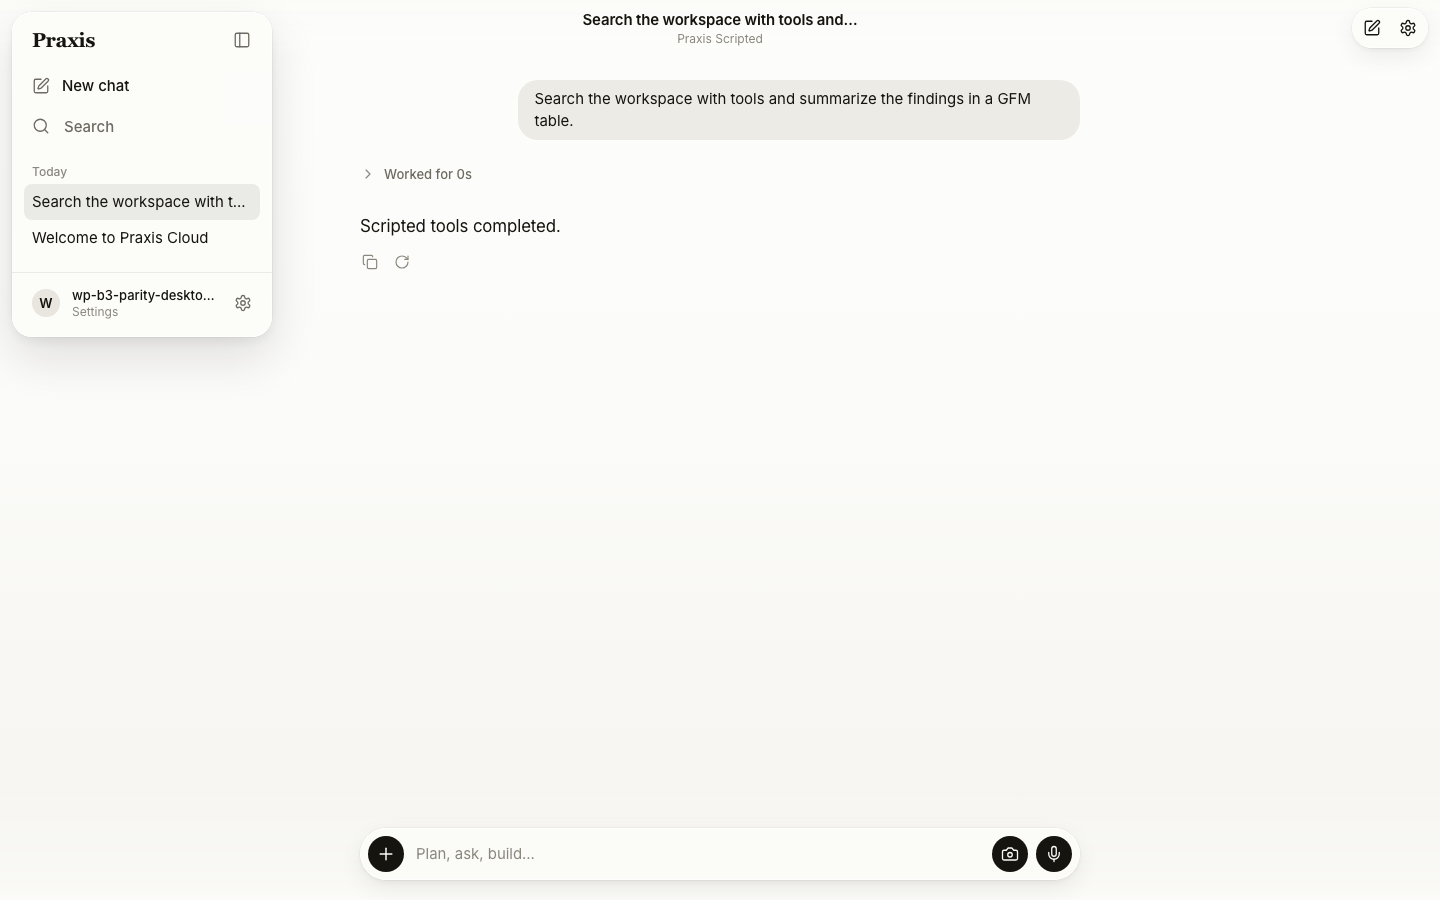 Praxis
New chat
Search
Today
Search the workspace with t...
Welcome to Praxis Cloud
W
wp-b3-parity-deskto...
Settings
Search the workspace with tools and...
Praxis Scripted
Search the workspace with tools and summarize the findings in a GFM
table.
Worked for 0s
Scripted tools completed.
Plan, ask, build...